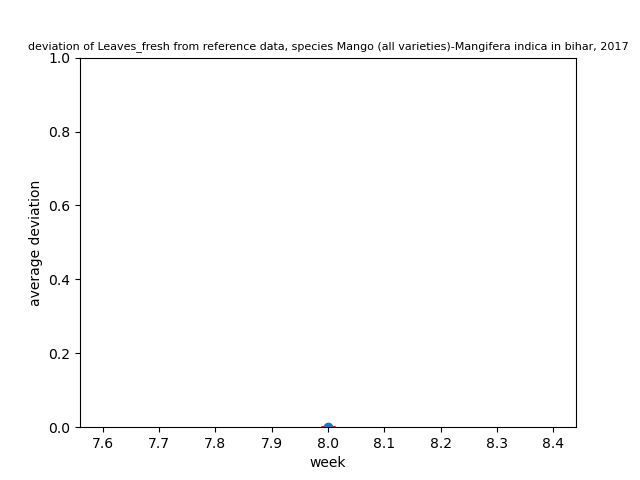 deviation of Leaves_fresh from reference data, species Mango (all varieties)-Mangifera indica in bihar, 2017
1.0
0.8
0.6
0.4
0.2
0.0
average deviation
7.6 7.7 7.8 7.9 8.0 8.1 8.2 8.3 8.4
week